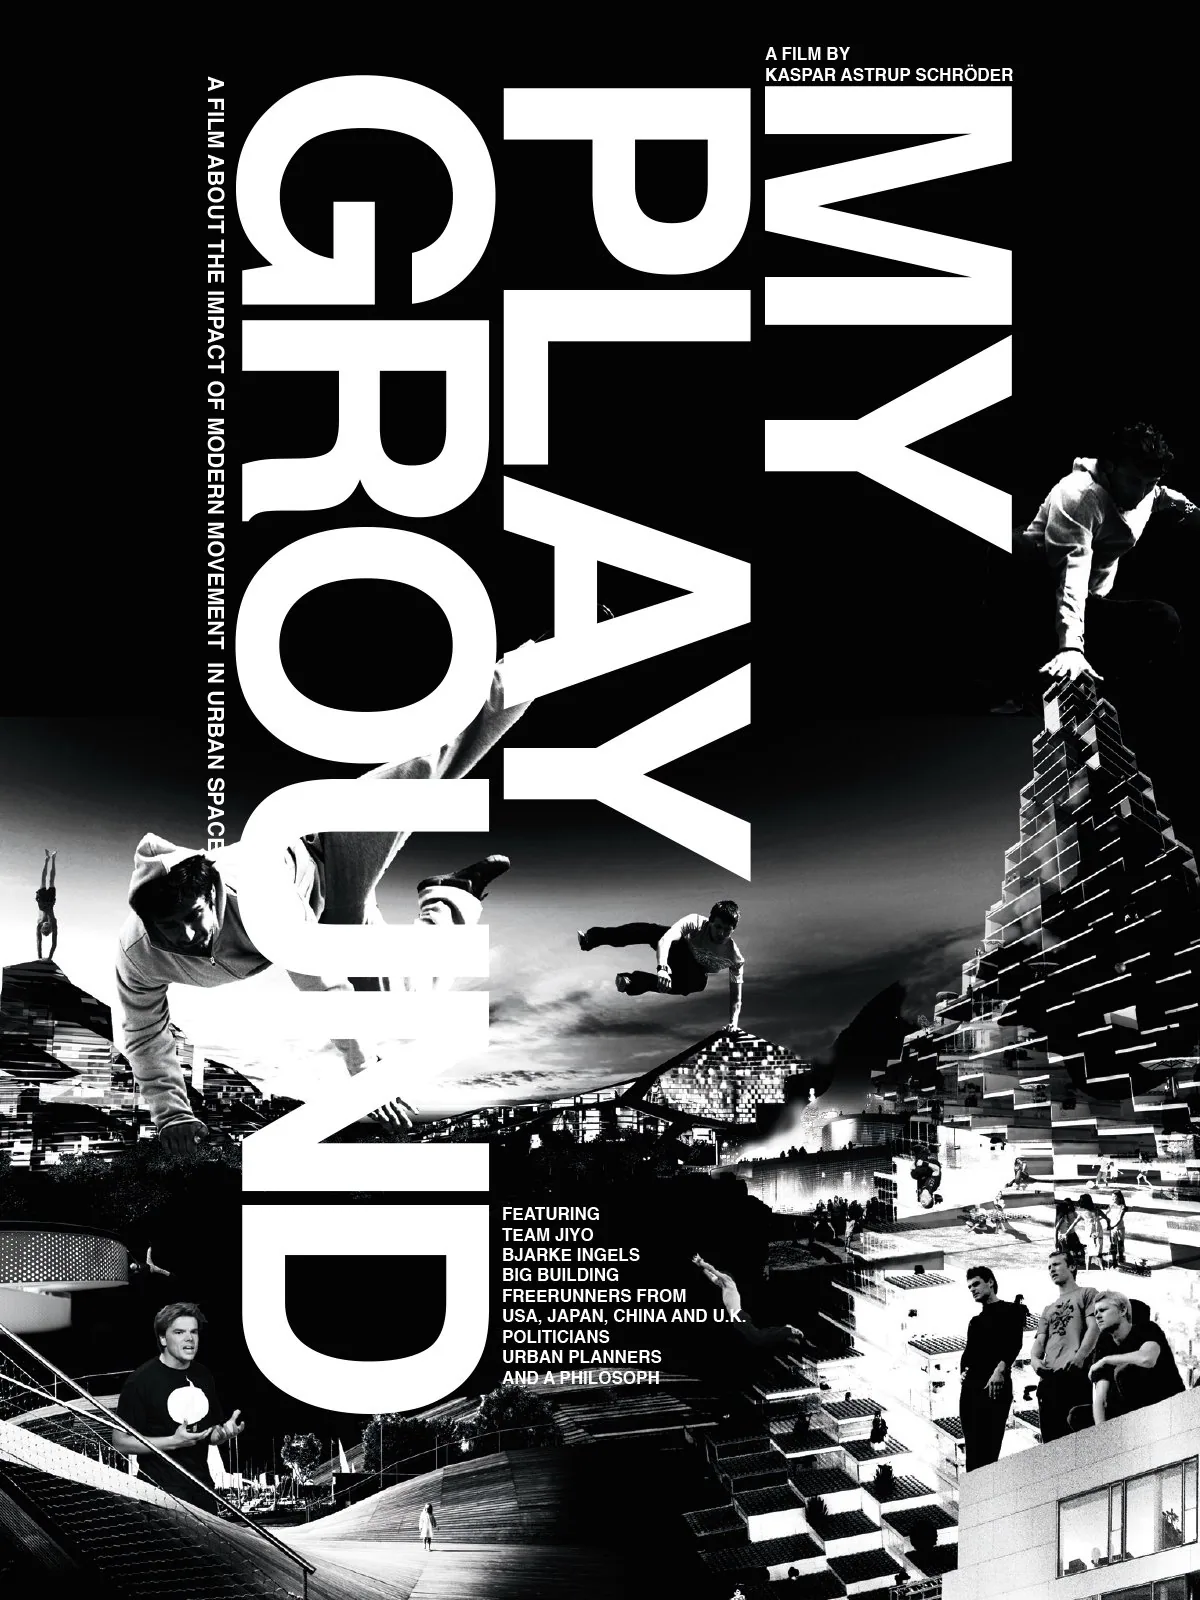 A FILM BY
KASPAR ASTRUP SCHRÖDER
MY
PLAY
GROUND
A FILM ABOUT THE IMPACT OF MODERN MOVEMENT IN URBAN SPACE
FEATURING
TEAM JIYO
BJARKE INGELS
BIG BUILDING
FREERUNNERS FROM
USA, JAPAN, CHINA AND U.K.
POLITICIANS
URBAN PLANNERS
AND A PHILOSOPH